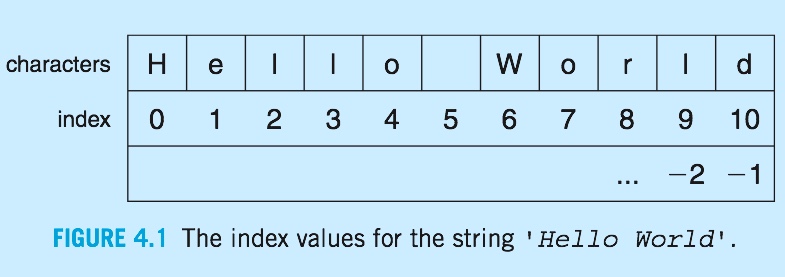 characters H e l l o W o r l d
index 0 1 2 3 4 5 6 7 8 9 10
... −2 −1
FIGURE 4.1 The index values for the string 'Hello World'.